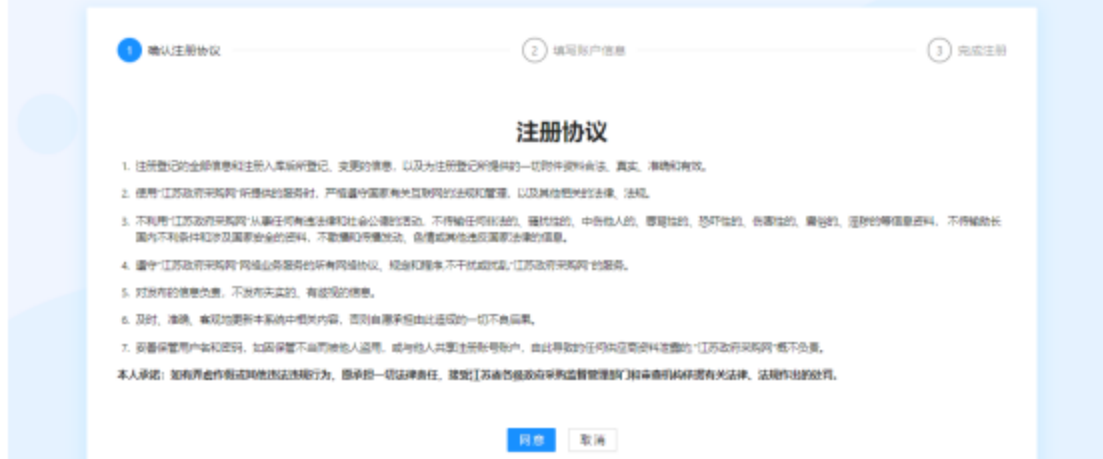 1 确认注册协议
2 填写账户信息
3 完成注册
注册协议
1. 注册登记的全部信息和注册入库后所登记、变更的信息,以及为注册登记所提供的一切附件资料合法、真实、准确和有效。
2. 使用“江苏政府采购网”所提供的服务时,严格遵守国家有关互联网的法规和管理,以及其他相关的法律、法规。
3. 不利用“江苏政府采购网”从事任何有违法律和社会公德的活动,不传输任何非法的、骚扰性的、中伤他人的、辱骂性的、恐吓性的、伤害性的、庸俗的、淫秽的等信息资料,不传输助长
国内不利条件和涉及国家安全的资料,不散播和传播发动、煽情或其他违反国家法律的信息。
4. 遵守“江苏政府采购网”网络业务服务的所有网络协议、规定和程序,不干扰或扰乱“江苏政府采购网”的服务。
5. 对发布的信息负责,不发布失实的、有歧视的信息。
6. 及时、准确、客观地更新本系统中相关内容,否则自愿承担由此造成的一切不良后果。
7. 妥善保管用户名和密码,如因保管不当而被他人盗用,或与他人共享注册账号账户,由此导致的任何供应商资料泄露的,“江苏政府采购网”概不负责。
本人承诺:如有弄虚作假或其他违法违规行为,愿承担一切法律责任,接受江苏省各级政府采购监督管理部门和审查机构依据有关法律、法规作出的处罚。
同意 取消